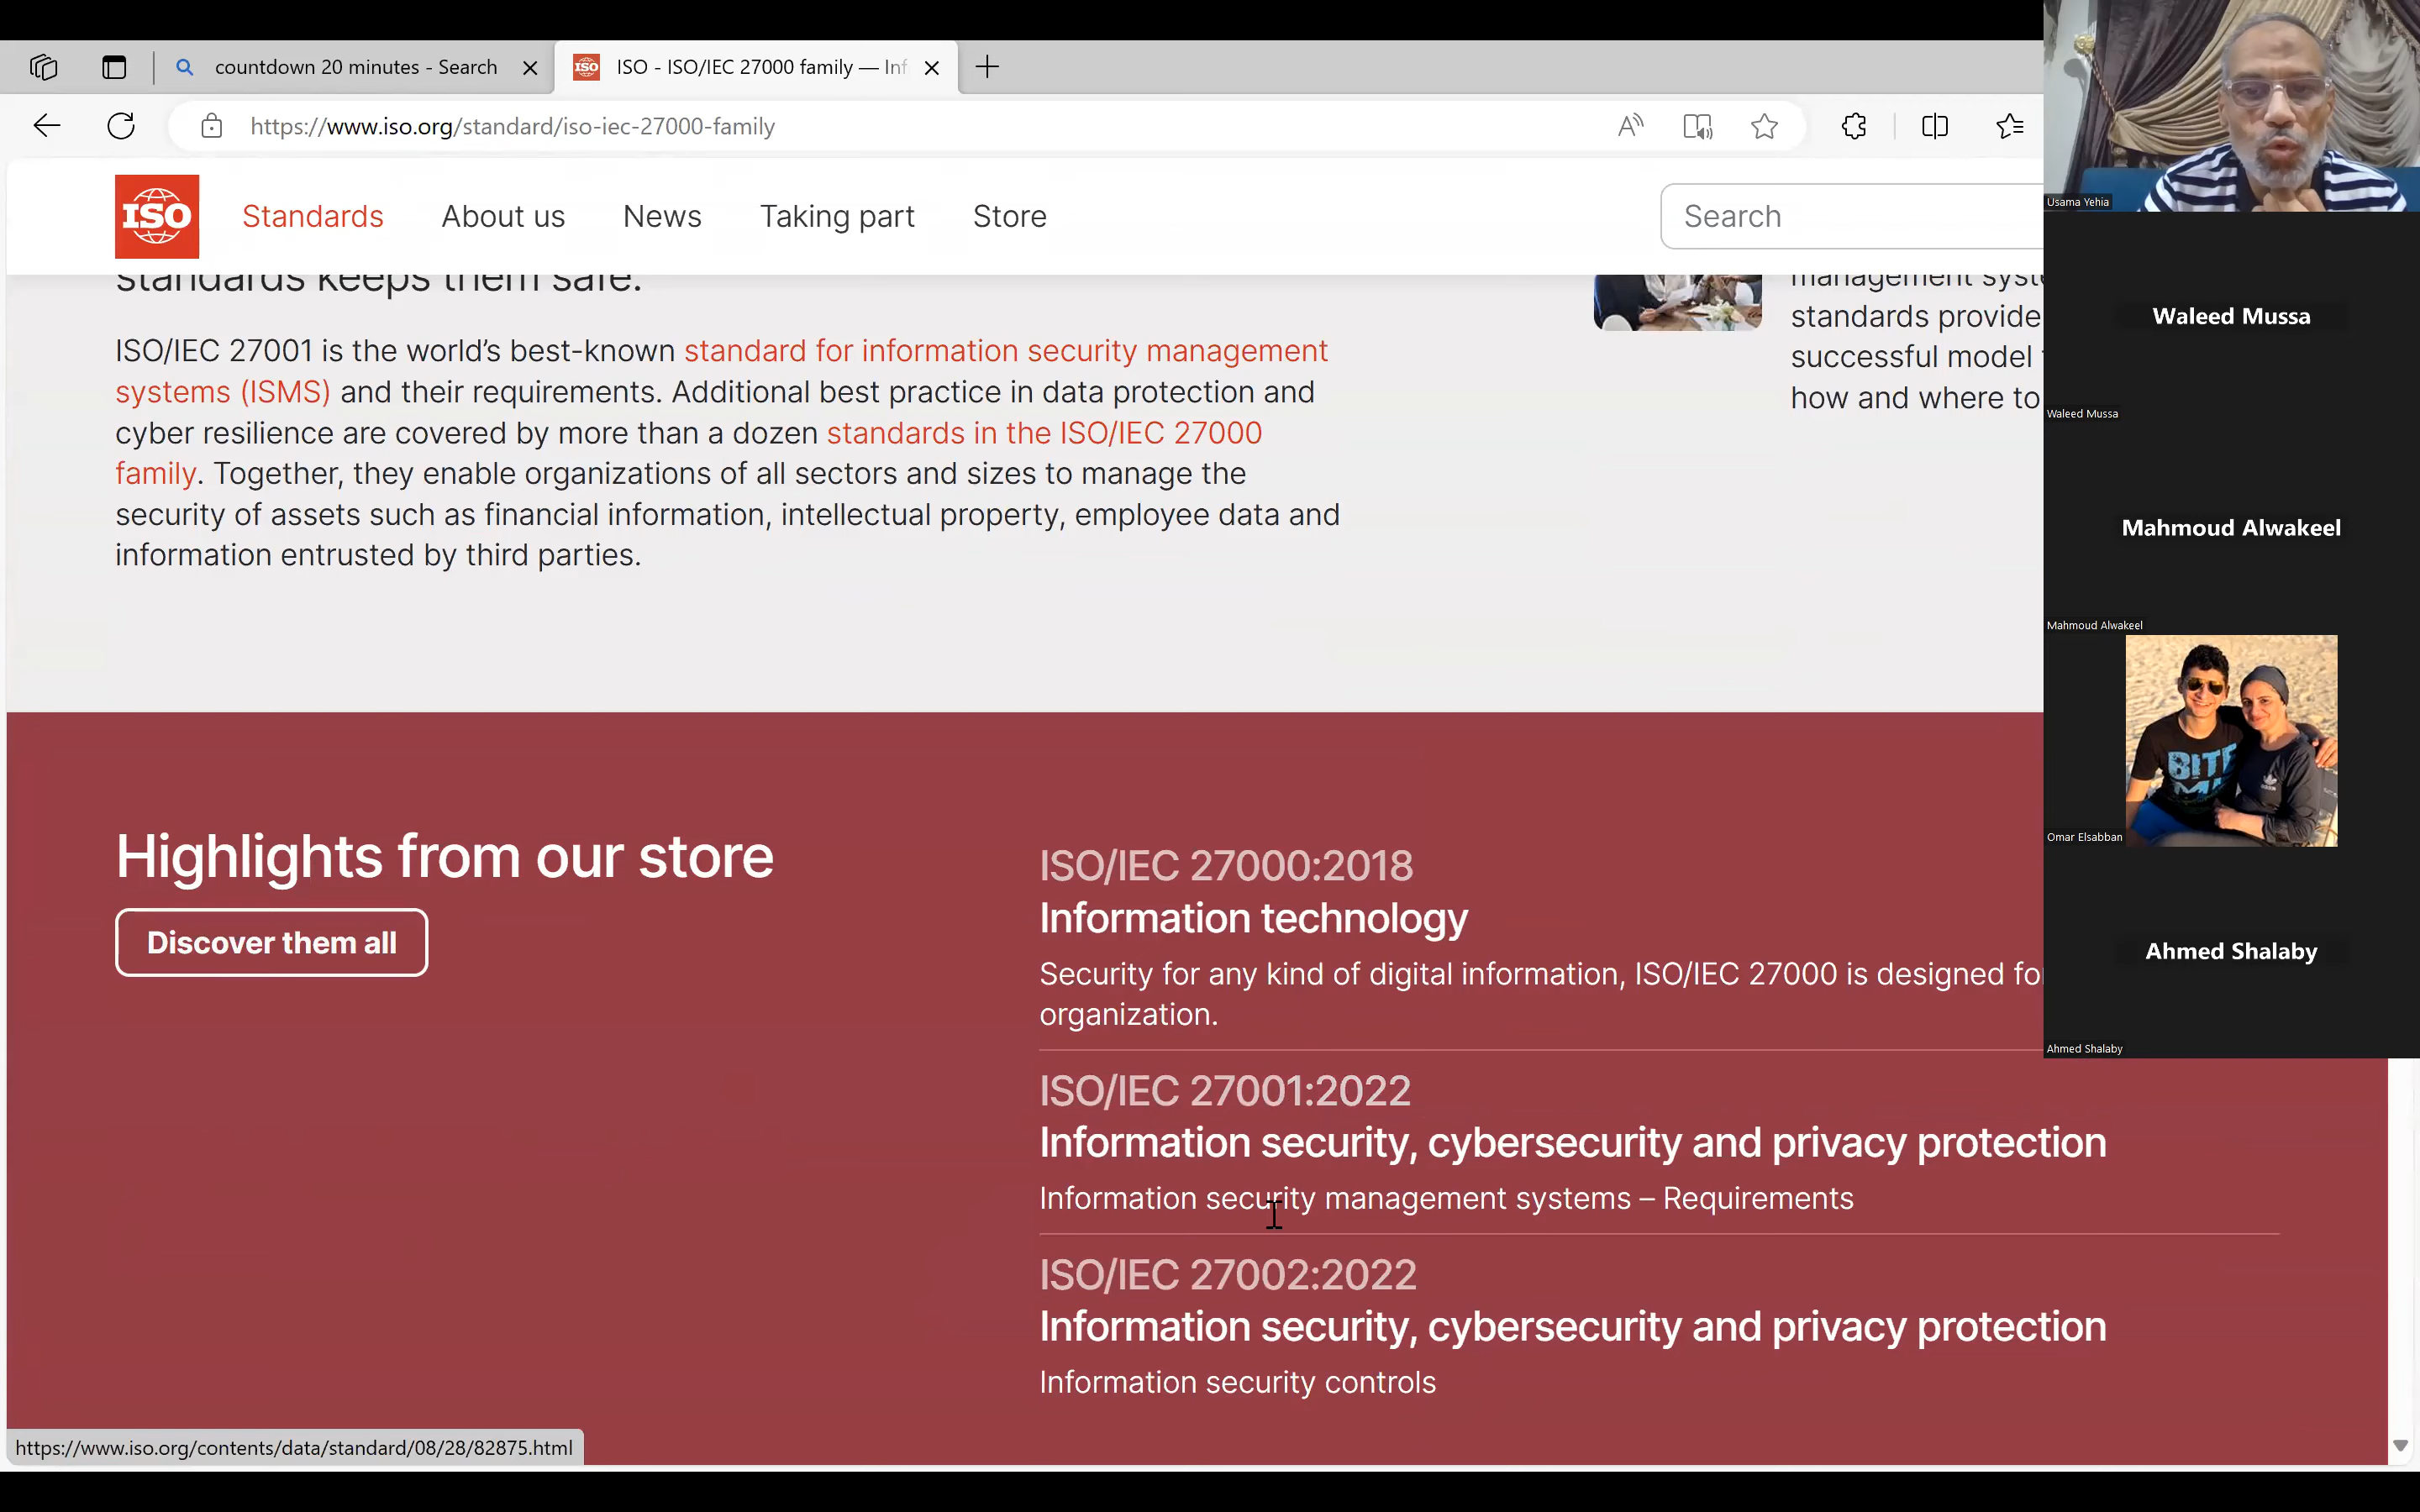 countdown 20 minutes - Search
ISO - ISO/IEC 27000 family — Inf
https://www.iso.org/standard/iso-iec-27000-family
ISO
Standards
About us
News
Taking part
Store
Search
standards keeps them safe.
ISO/IEC 27001 is the world’s best-known standard for information security management
systems (ISMS) and their requirements. Additional best practice in data protection and
cyber resilience are covered by more than a dozen standards in the ISO/IEC 27000
family. Together, they enable organizations of all sectors and sizes to manage the
security of assets such as financial information, intellectual property, employee data and
information entrusted by third parties.
management syste
standards provide
successful model
how and where to
Highlights from our store
Discover them all
ISO/IEC 27000:2018
Information technology
Security for any kind of digital information, ISO/IEC 27000 is designed fo
organization.
ISO/IEC 27001:2022
Information security, cybersecurity and privacy protection
Information security management systems – Requirements
ISO/IEC 27002:2022
Information security, cybersecurity and privacy protection
Information security controls
https://www.iso.org/contents/data/standard/08/28/82875.html
Usama Yehia
Waleed Mussa
Waleed Mussa
Mahmoud Alwakeel
Mahmoud Alwakeel
BITE
Omar Elsabban
Ahmed Shalaby
Ahmed Shalaby